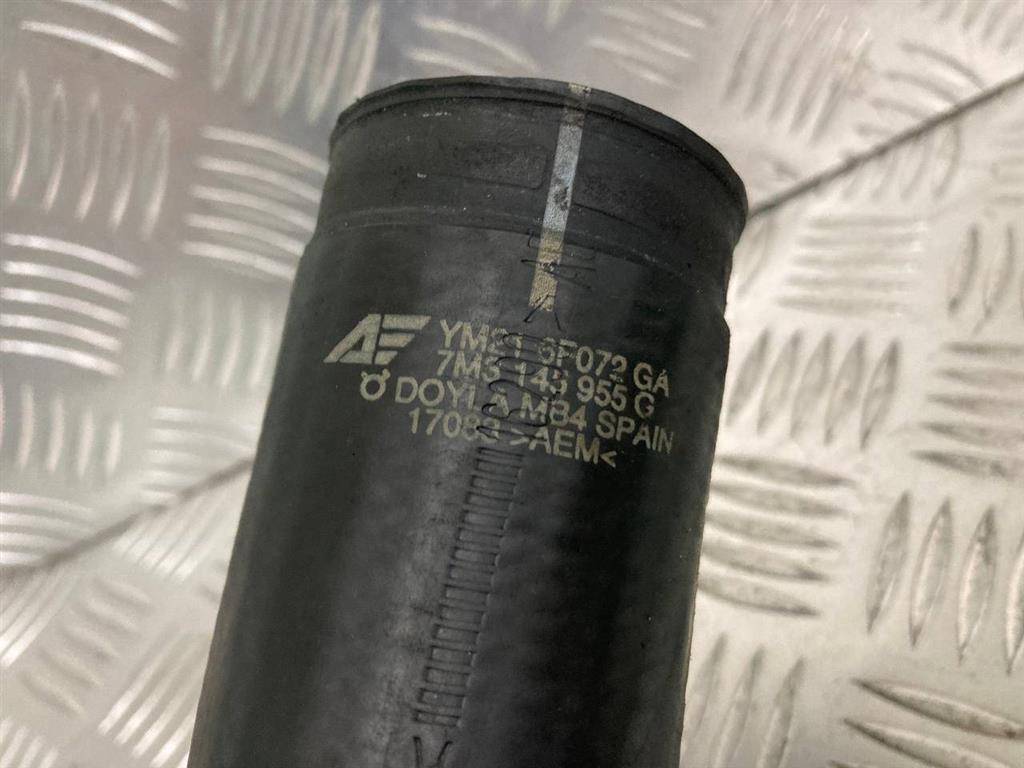 AE YM21 6F072 GA
7M3 145 955 G
DOYLA MB4 SPAIN
17083 >AEM<